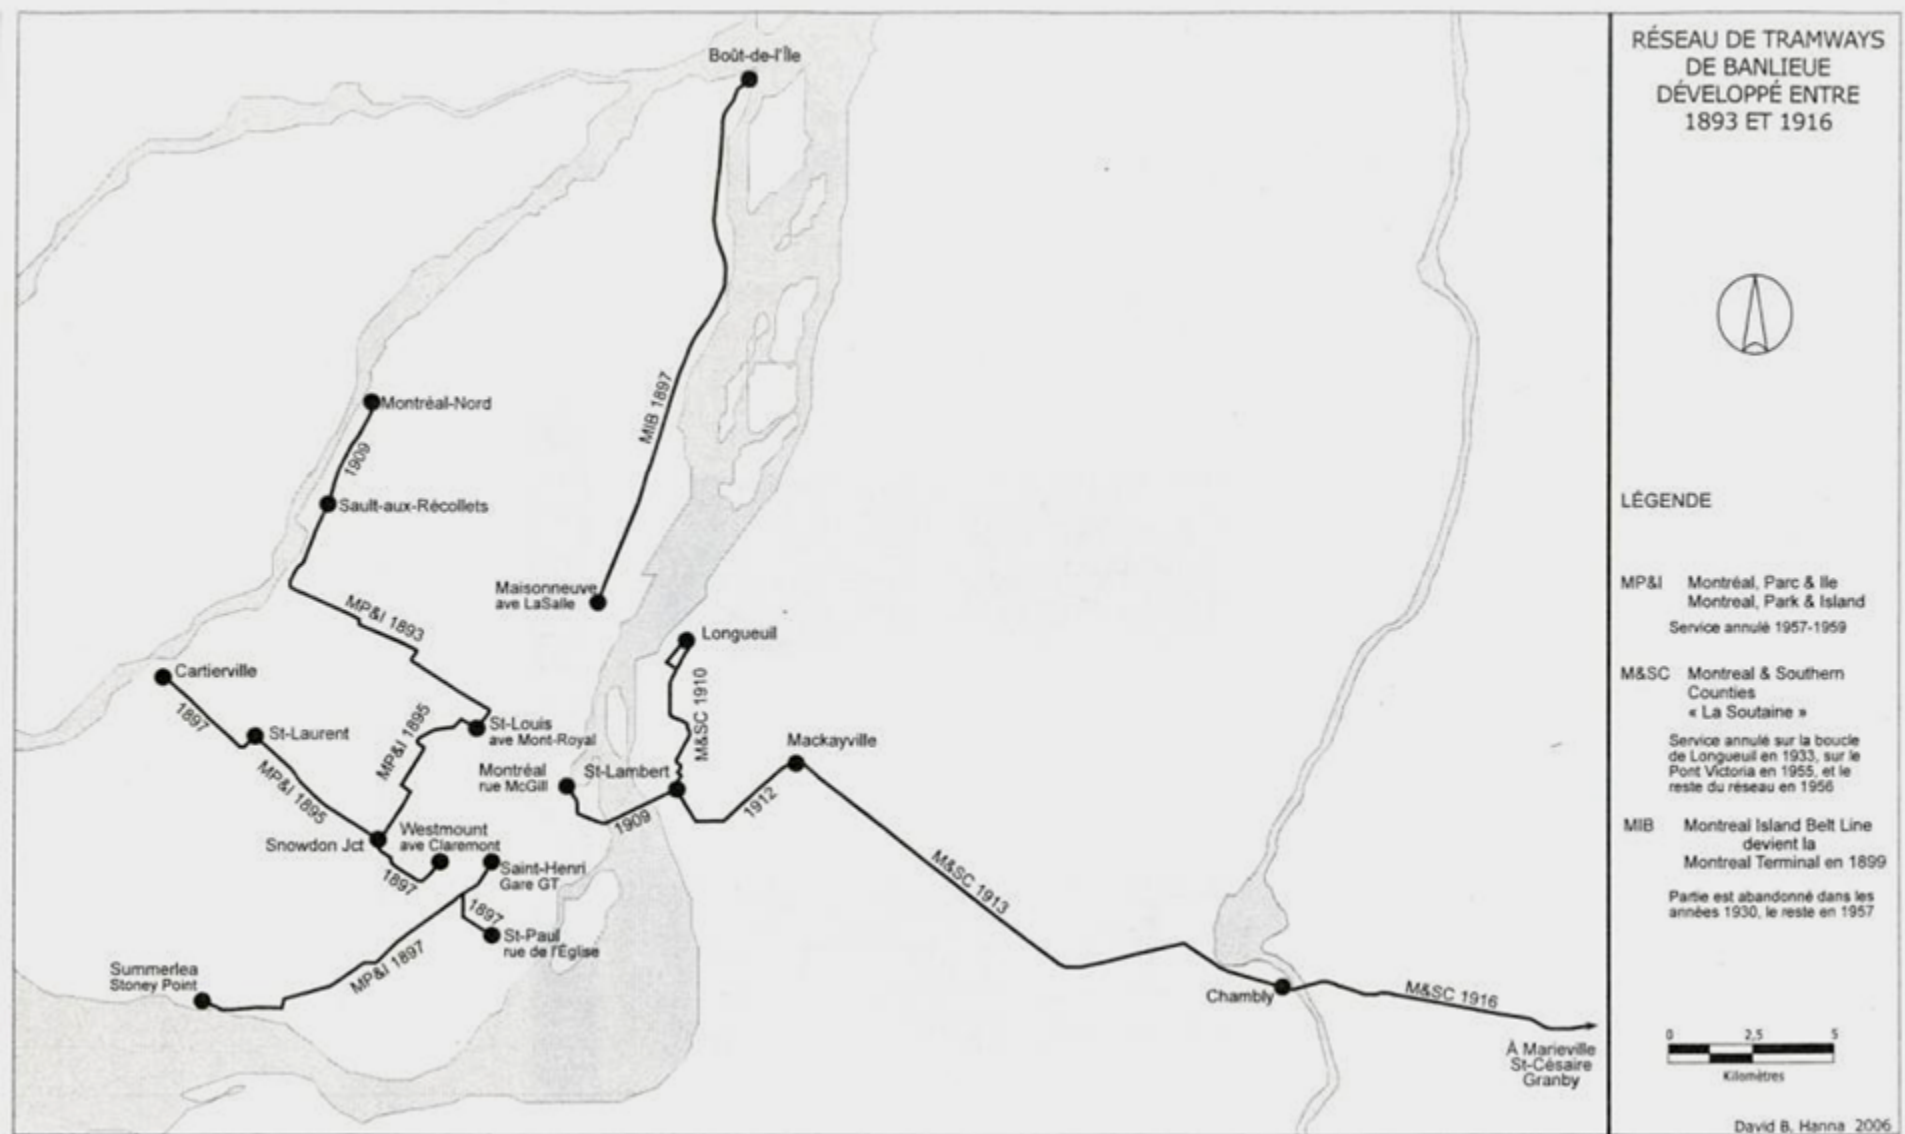 Boût-de-l'Île
Montréal-Nord
1909
Sault-aux-Récollets
MIB 1897
Maisonneuve
ave LaSalle
MP&I 1893
Longueuil
Cartierville
1897
St-Laurent
MP&I 1895
MP&I 1895
St-Louis
ave Mont-Royal
M&SC 1910
Montréal
rue McGill
St-Lambert
Mackayville
1909
1912
Snowdon Jct
Westmount
ave Claremont
1897
Saint-Henri
Gare GT
1897
St-Paul
rue de l'Église
MP&I 1897
Summerlea
Stoney Point
M&SC 1913
Chambly
M&SC 1916
À Marieville
St-Césaire
Granby
RÉSEAU DE TRAMWAYS
DE BANLIEUE
DÉVELOPPÉ ENTRE
1893 ET 1916
LÉGENDE
MP&I Montréal, Parc & Ile
Montreal, Park & Island
Service annulé 1957-1959
M&SC Montreal & Southern
Counties
« La Soutaine »
Service annulé sur la boucle
de Longueuil en 1933, sur le
Pont Victoria en 1955, et le
reste du réseau en 1956
MIB Montreal Island Belt Line
devient la
Montreal Terminal en 1899
Partie est abandonné dans les
années 1930, le reste en 1957
0 2,5 5
Kilomètres
David B. Hanna 2006